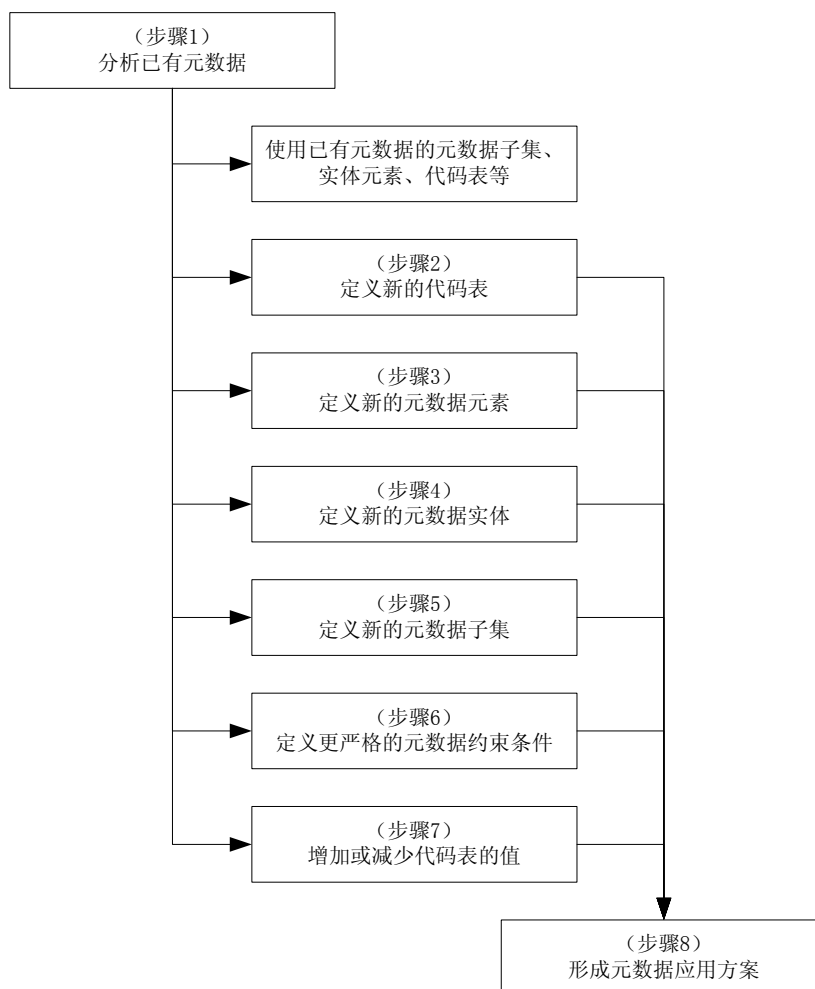 （步骤1）
分析已有元数据
使用已有元数据的元数据子集、
实体元素、代码表等
（步骤2）
定义新的代码表
（步骤3）
定义新的元数据元素
（步骤4）
定义新的元数据实体
（步骤5）
定义新的元数据子集
（步骤6）
定义更严格的元数据约束条件
（步骤7）
增加或减少代码表的值
（步骤8）
形成元数据应用方案